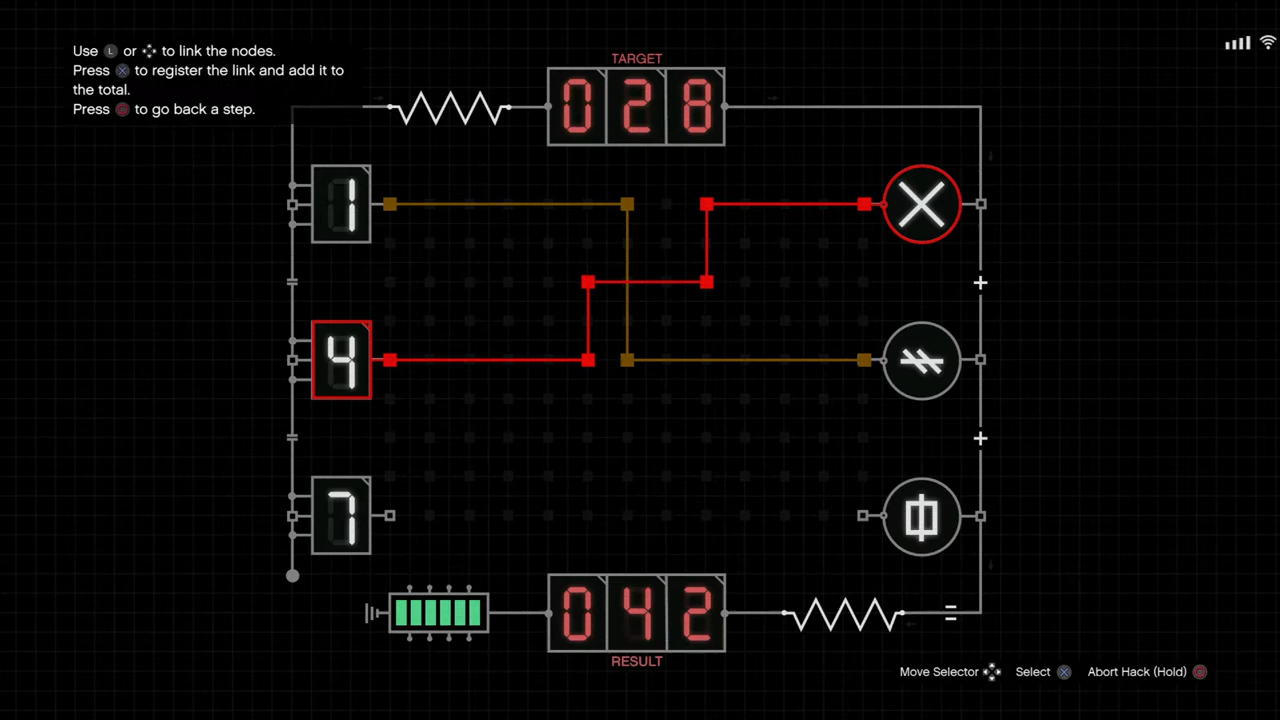 Use L or to link the nodes.
Press to register the link and add it to
the total.
Press to go back a step.
TARGET
028
1
4
7
+
+
=
042
RESULT
Move Selector Select Abort Hack (Hold)